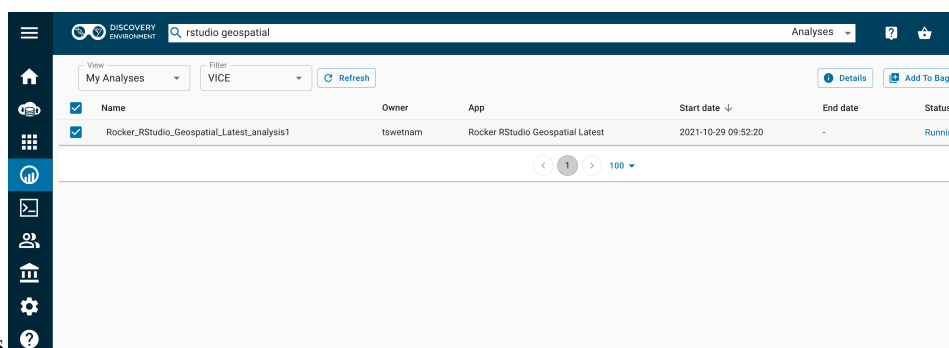 DISCOVERY
ENVIRONMENT
rstudio geospatial
Analyses
View
My Analyses
Filter
VICE
Refresh
Details
Add To Bag
Name Owner App Start date End date Status
Rocker_RStudio_Geospatial_Latest_analysis1 tswetnam Rocker RStudio Geospatial Latest 2021-10-29 09:52:20 - Runni
1 100
s